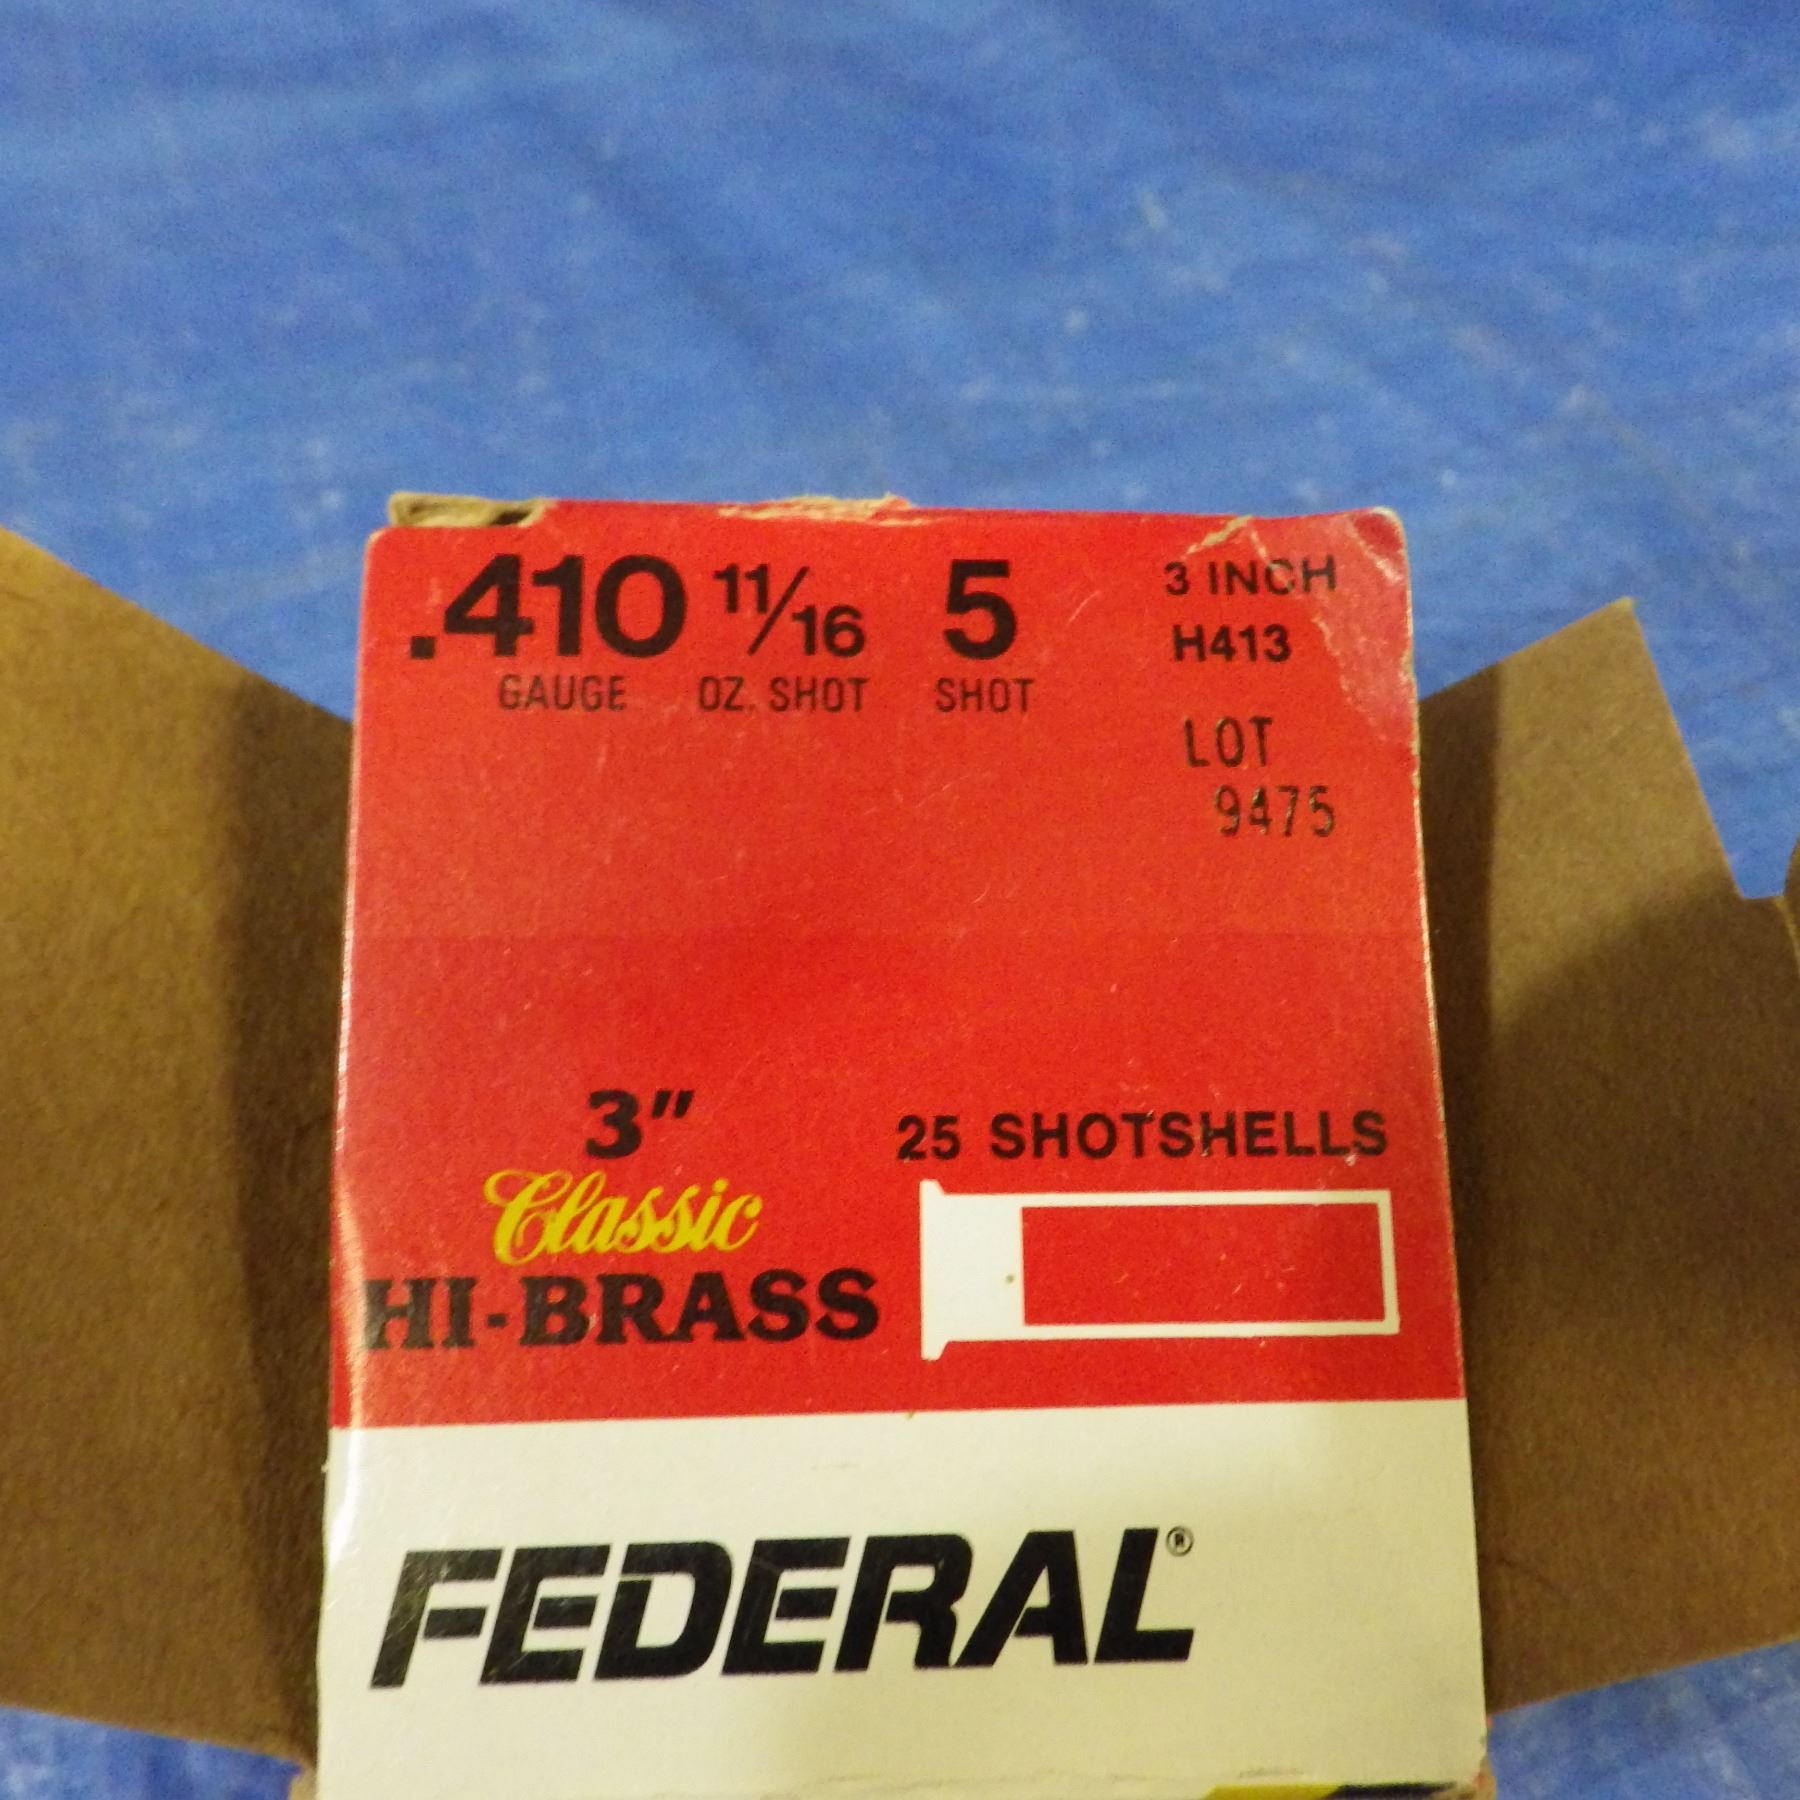 .410 11/16 5 3 INCH
H413
GAUGE OZ. SHOT SHOT
LOT
9475
3"
Classic
HI-BRASS
25 SHOTSHELLS
FEDERAL®